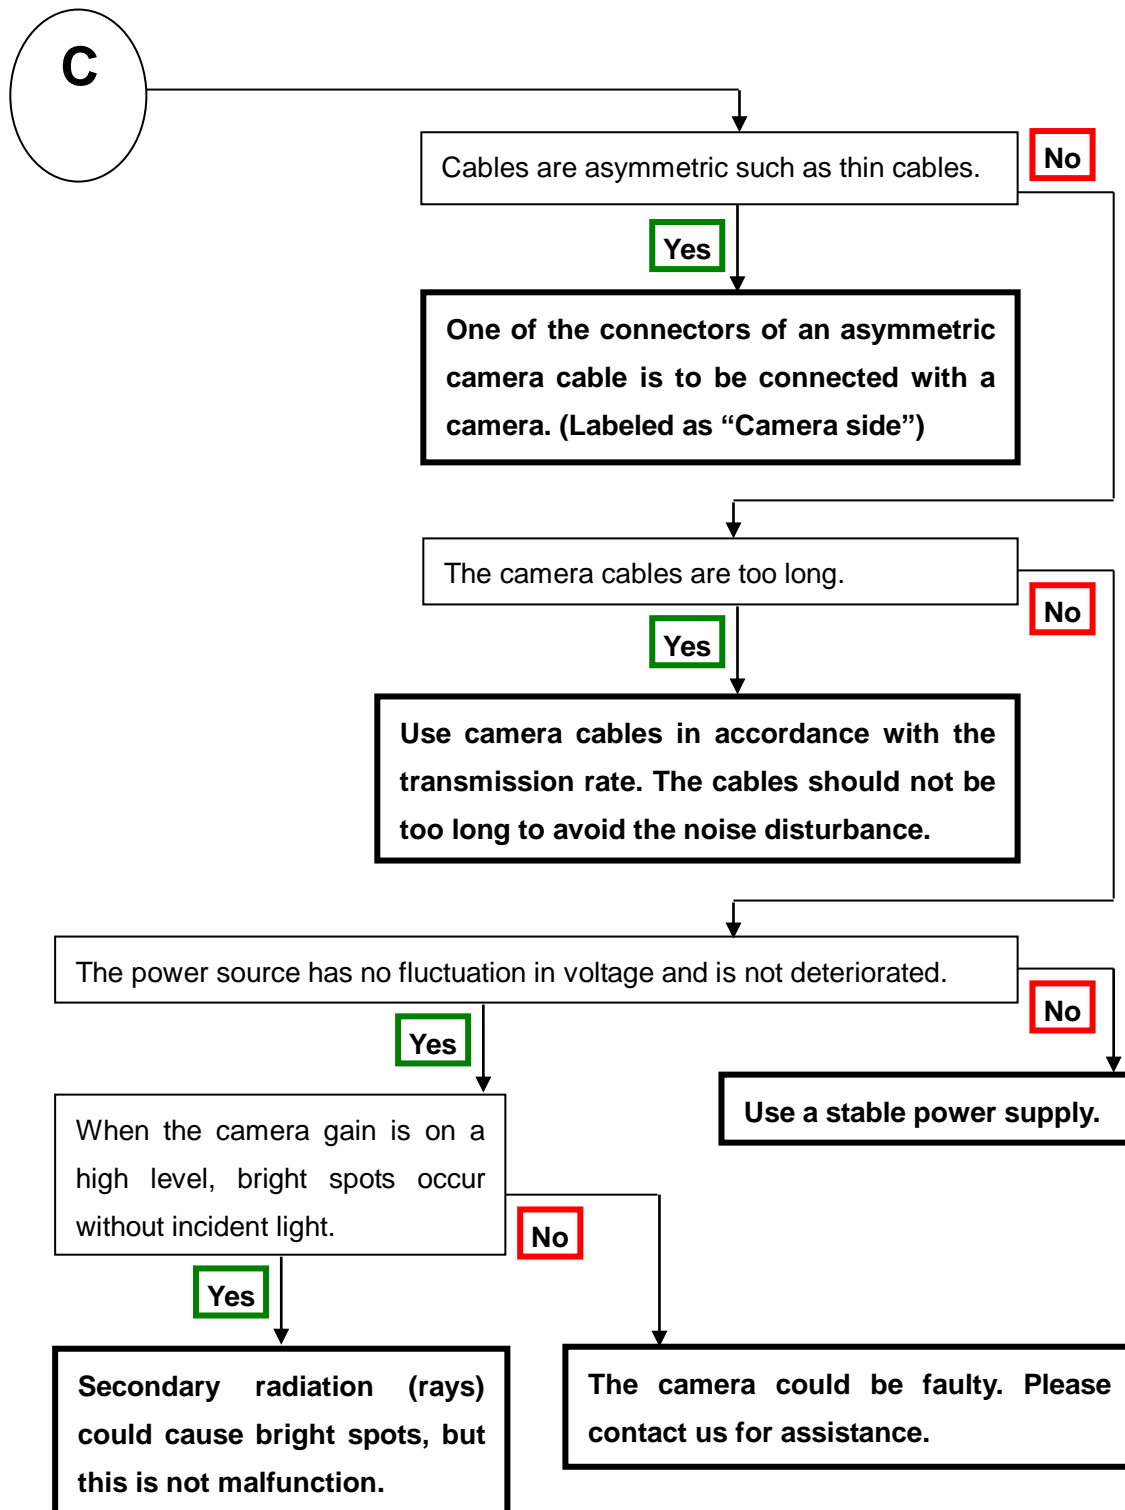 C
Cables are asymmetric such as thin cables.
No
Yes
One of the connectors of an asymmetric
camera cable is to be connected with a
camera. (Labeled as “Camera side”)
The camera cables are too long.
No
Yes
Use camera cables in accordance with the
transmission rate. The cables should not be
too long to avoid the noise disturbance.
The power source has no fluctuation in voltage and is not deteriorated.
No
Yes
Use a stable power supply.
When the camera gain is on a
high level, bright spots occur
without incident light.
No
Yes
Secondary radiation (rays)
could cause bright spots, but
this is not malfunction.
The camera could be faulty. Please
contact us for assistance.